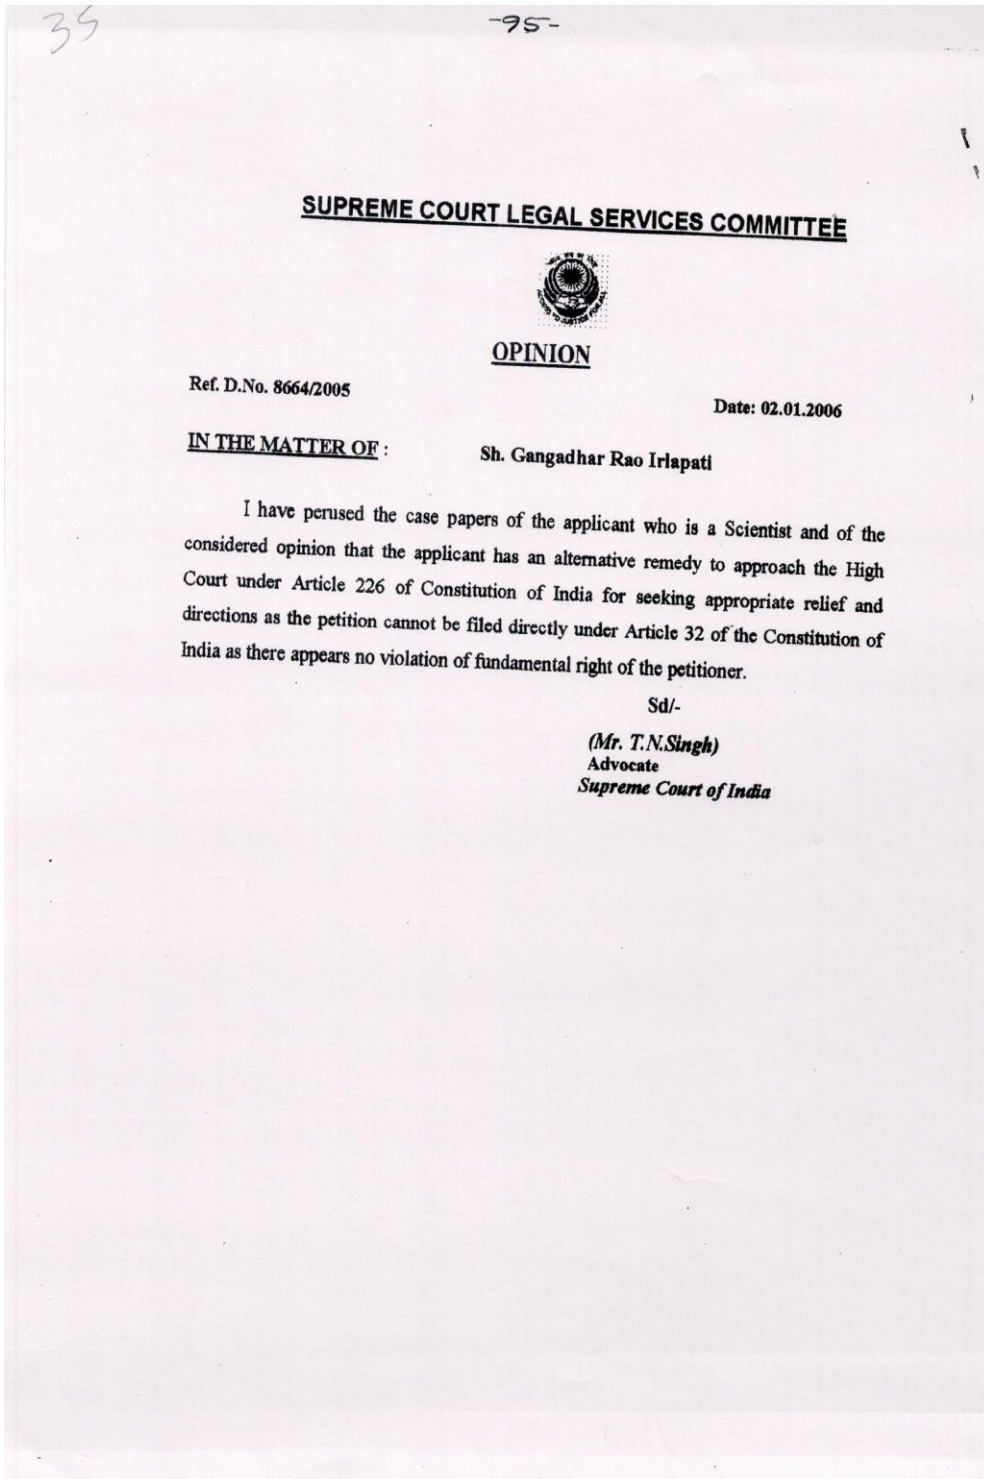 35
-95-
SUPREME COURT LEGAL SERVICES COMMITTEE
ACCESS TO JUSTICE FOR ALL
OPINION
Ref. D.No. 8664/2005
Date: 02.01.2006
IN THE MATTER OF :
Sh. Gangadhar Rao Irlapati
I have perused the case papers of the applicant who is a Scientist and of the
considered opinion that the applicant has an alternative remedy to approach the High
Court under Article 226 of Constitution of India for seeking appropriate relief and
directions as the petition cannot be filed directly under Article 32 of the Constitution of
India as there appears no violation of fundamental right of the petitioner.
Sd/-
(Mr. T.N.Singh)
Advocate
Supreme Court of India